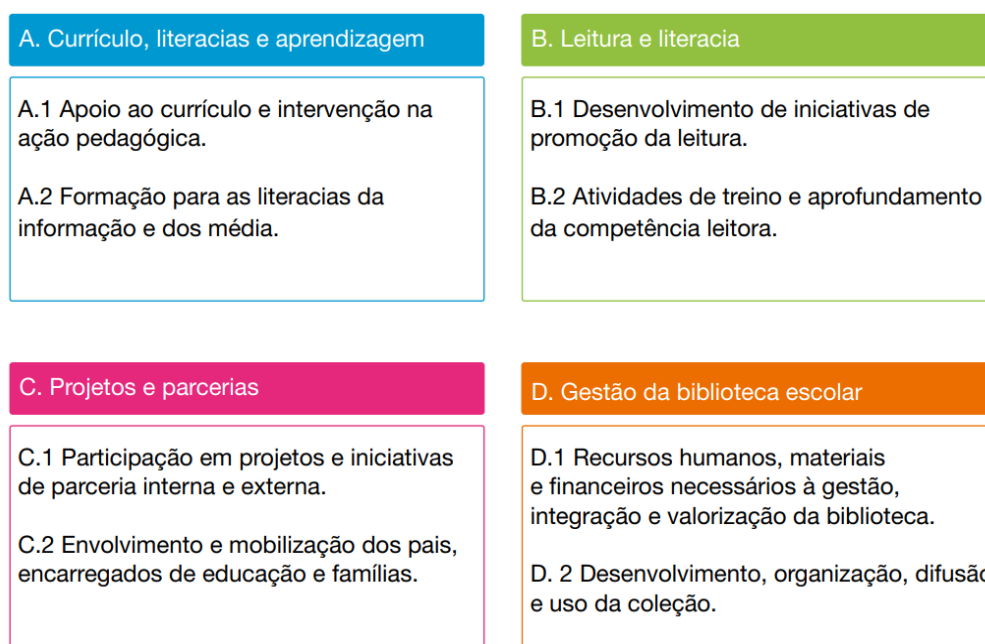 A. Currículo, literacias e aprendizagem
A.1 Apoio ao currículo e intervenção na
ação pedagógica.
A.2 Formação para as literacias da
informação e dos média.
B. Leitura e literacia
B.1 Desenvolvimento de iniciativas de
promoção da leitura.
B.2 Atividades de treino e aprofundamento
da competência leitora.
C. Projetos e parcerias
C.1 Participação em projetos e iniciativas
de parceria interna e externa.
C.2 Envolvimento e mobilização dos pais,
encarregados de educação e famílias.
D. Gestão da biblioteca escolar
D.1 Recursos humanos, materiais
e financeiros necessários à gestão,
integração e valorização da biblioteca.
D. 2 Desenvolvimento, organização, difusão
e uso da coleção.